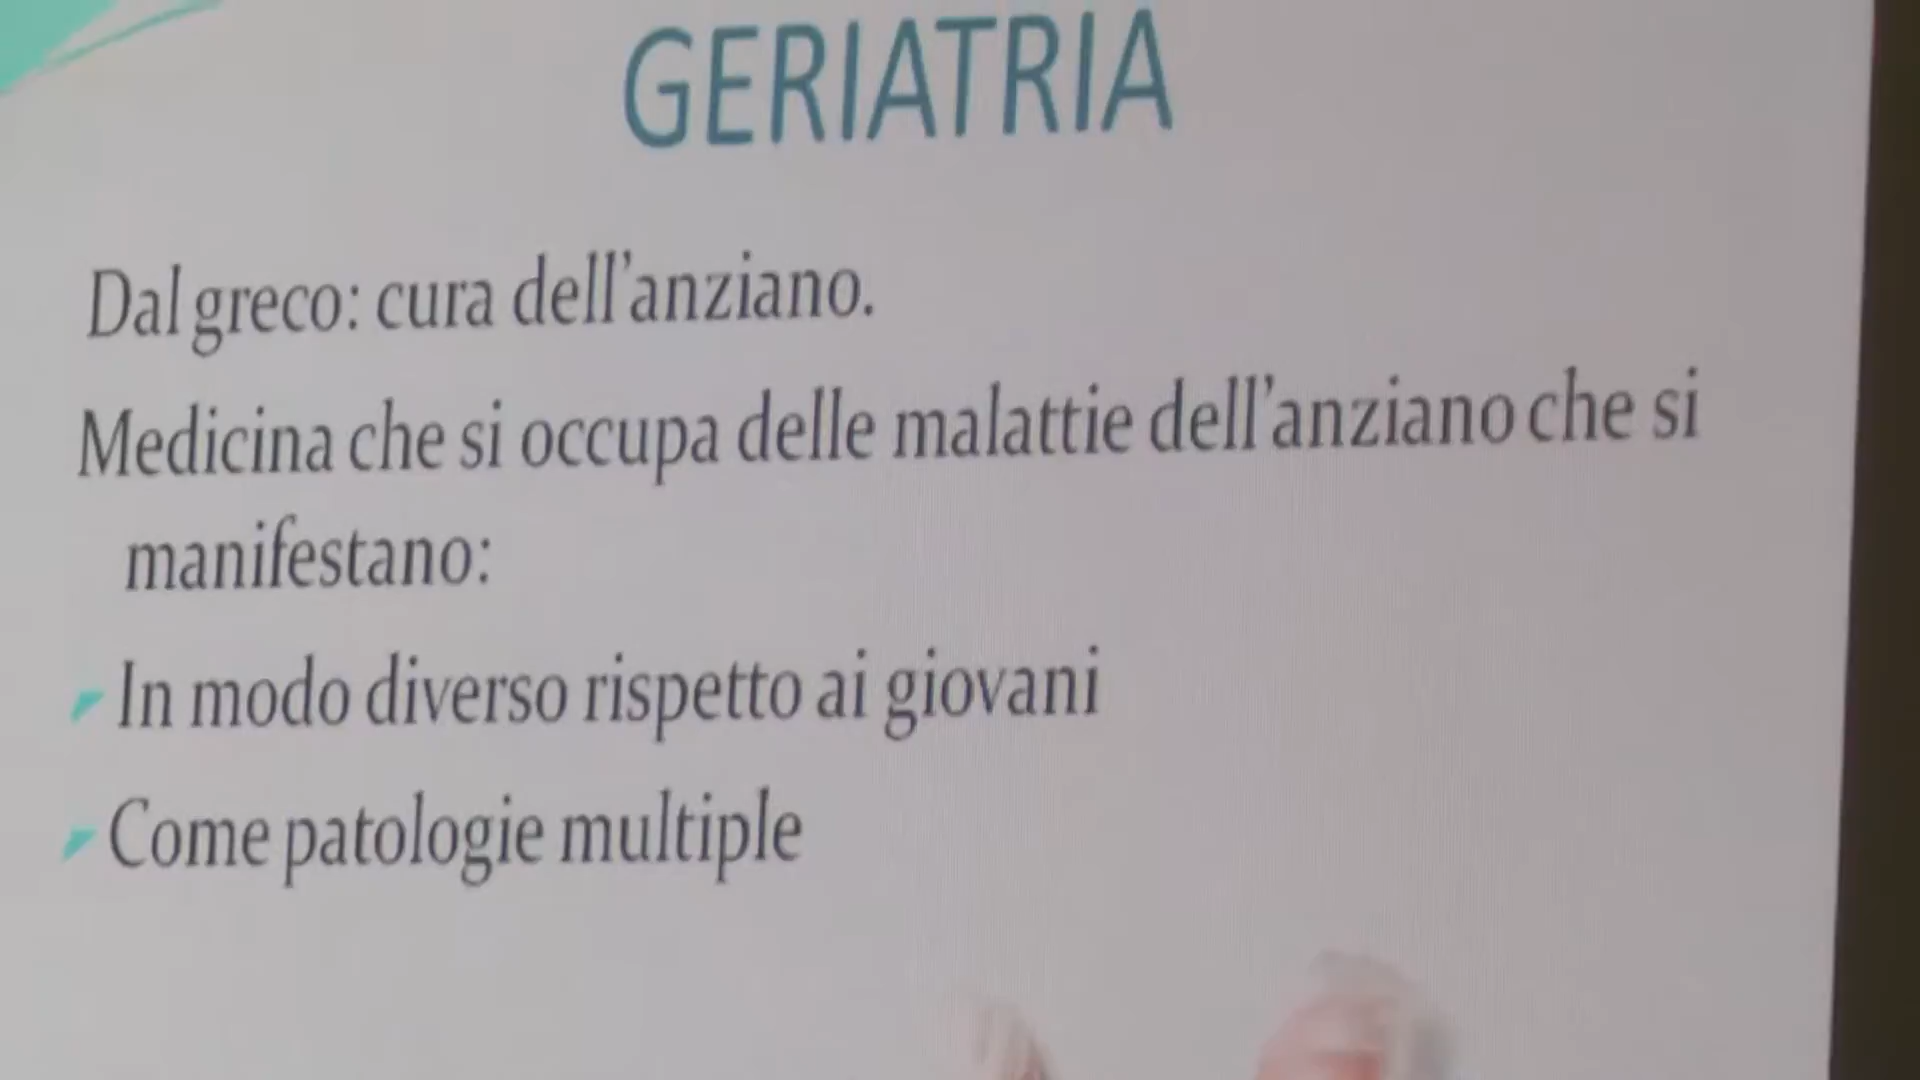 GERIATRIA
Dal greco: cura dell'anziano.
Medicina che si occupa delle malattie dell'anziano che si
manifestano:
In modo diverso rispetto ai giovani
Come patologie multiple